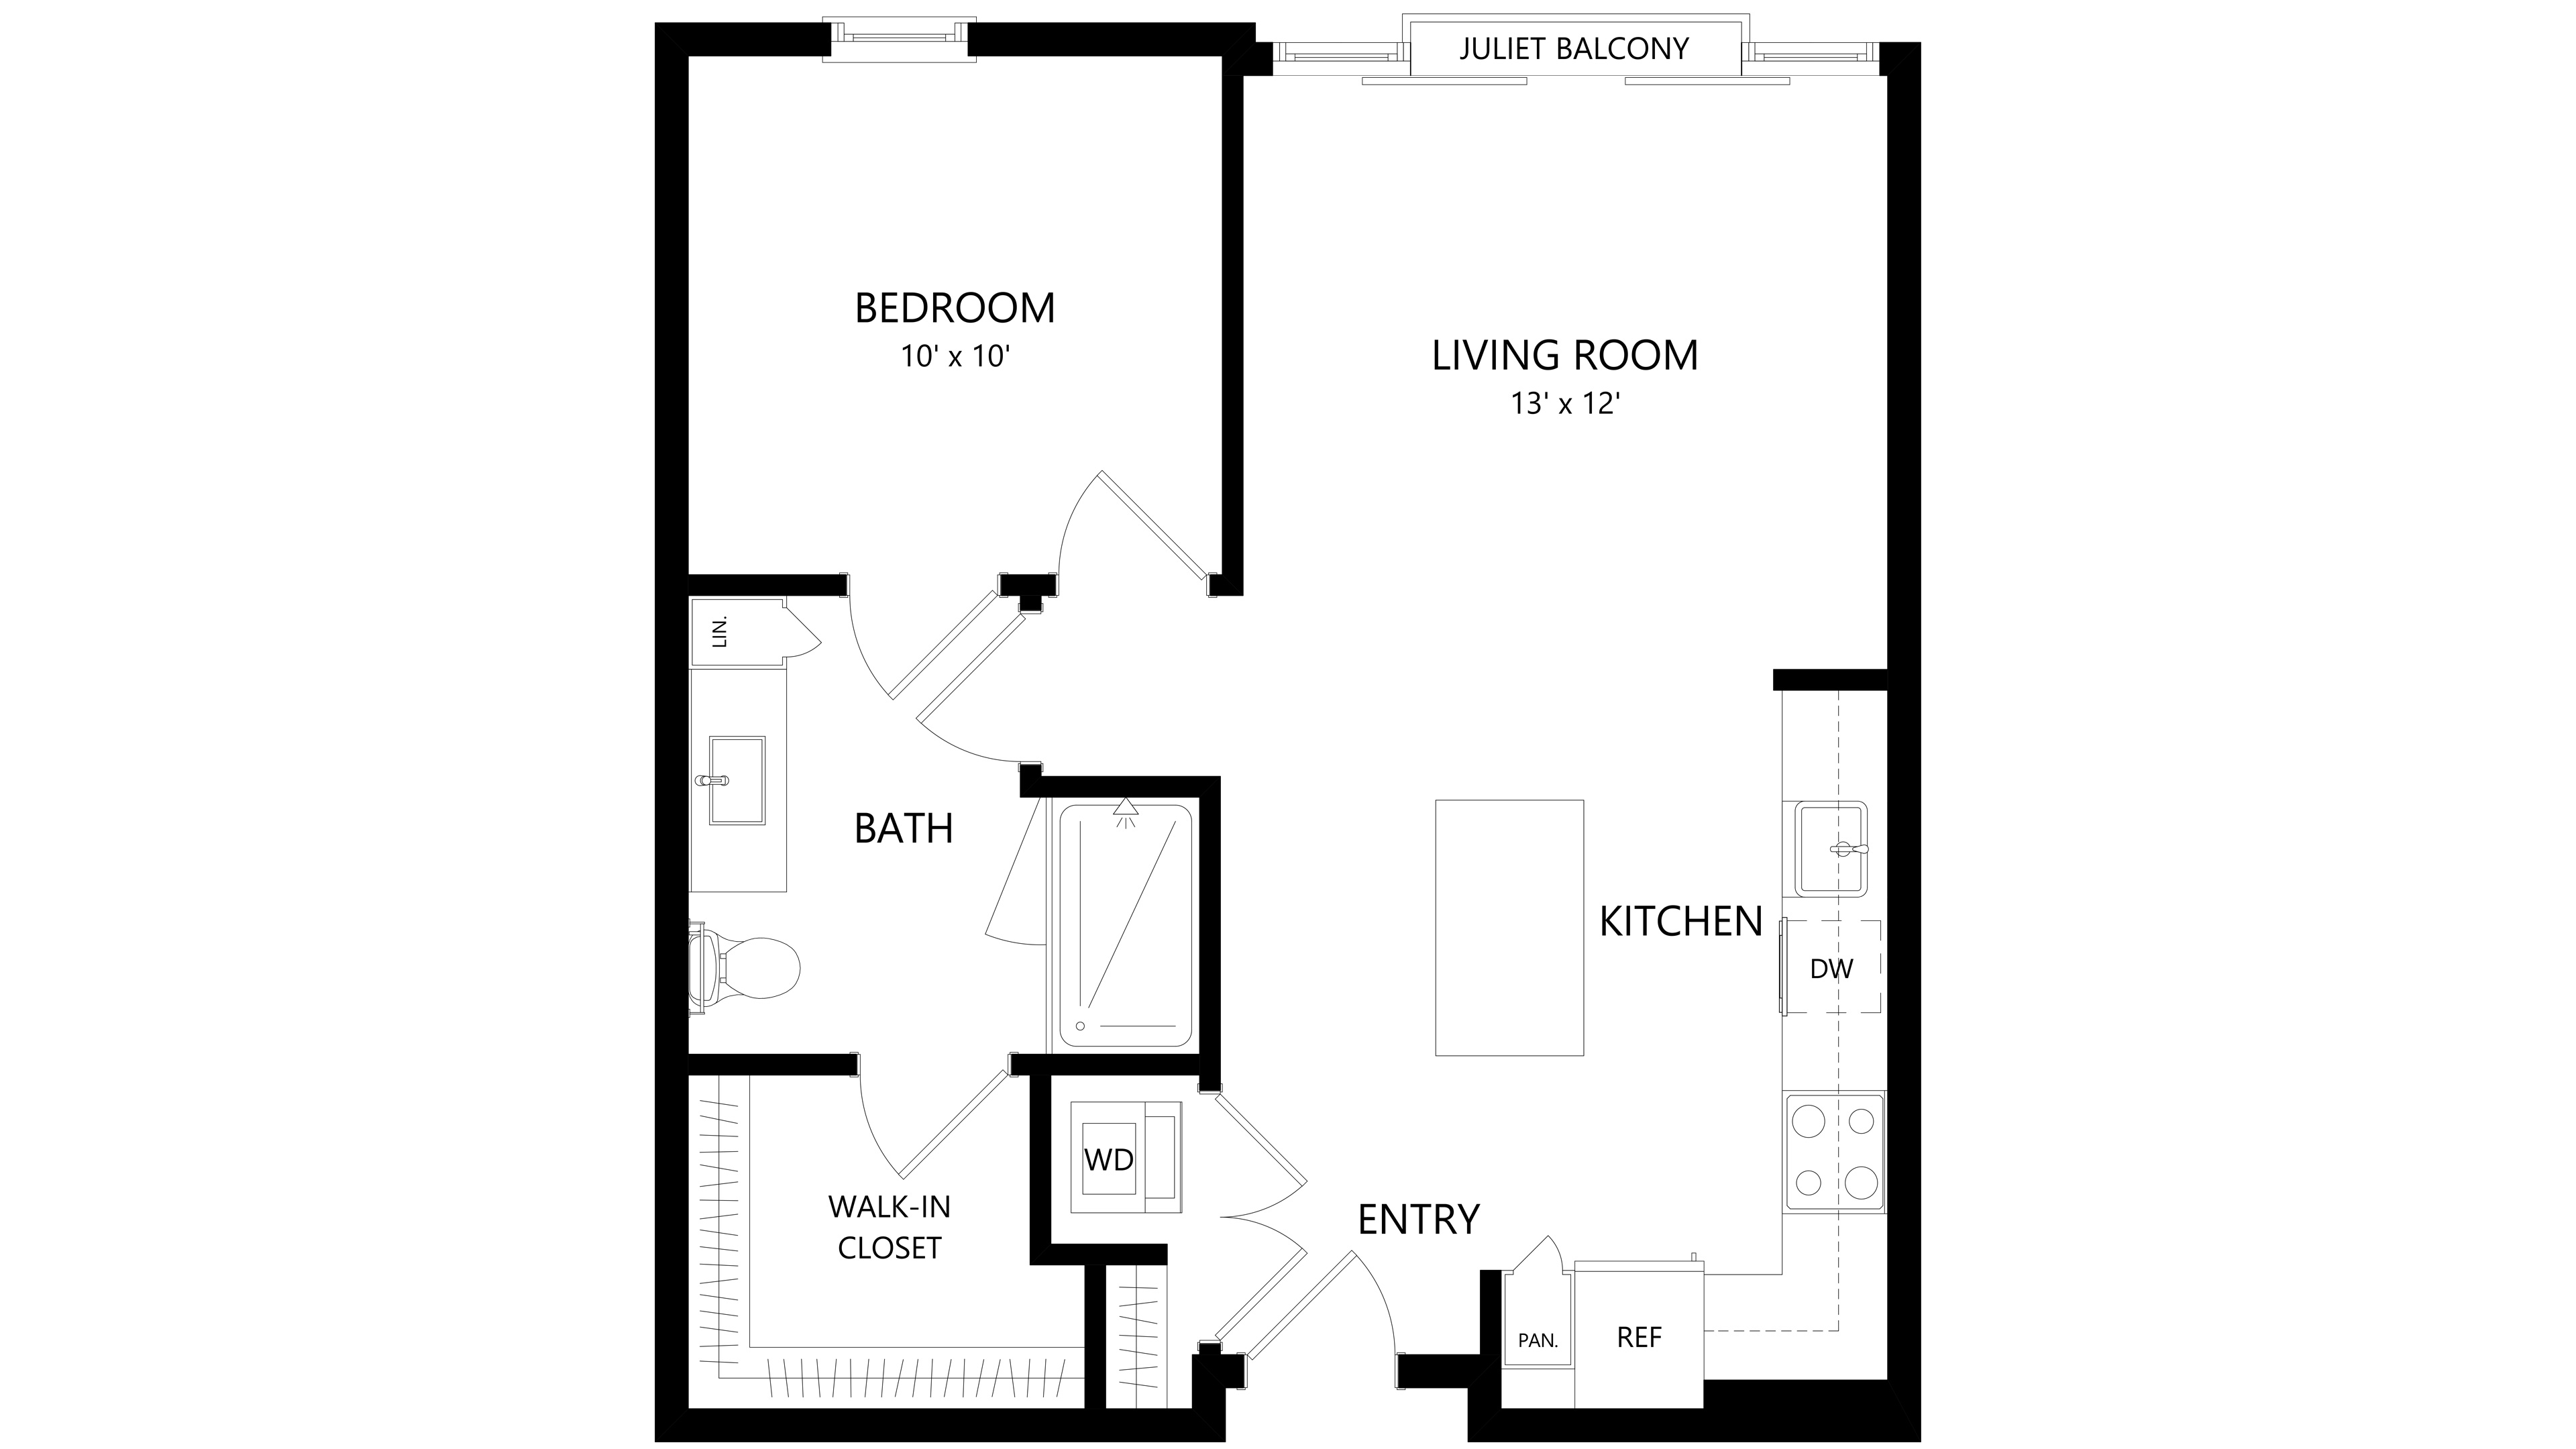 JULIET BALCONY
BEDROOM
10' x 10'
LIVING ROOM
13' x 12'
LIN.
BATH
KITCHEN
DW
WD
WALK-IN
CLOSET
ENTRY
PAN.
REF